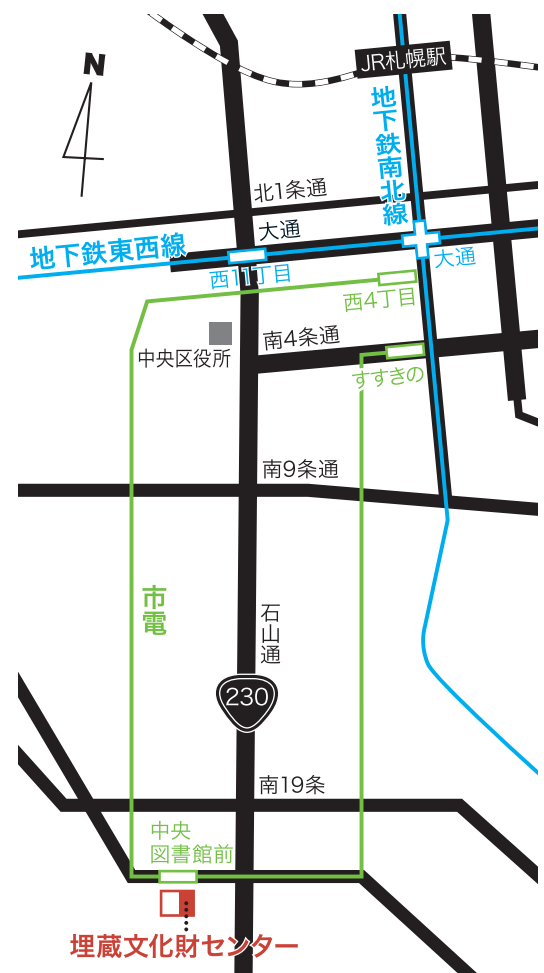 JR札幌駅
N
地下鉄南北線
北1条通
大通
地下鉄東西線
大通
西11丁目
西4丁目
南4条通
中央区役所
すすきの
南9条通
市電
石山通
230
南19条
中央
図書館前
埋蔵文化財センター